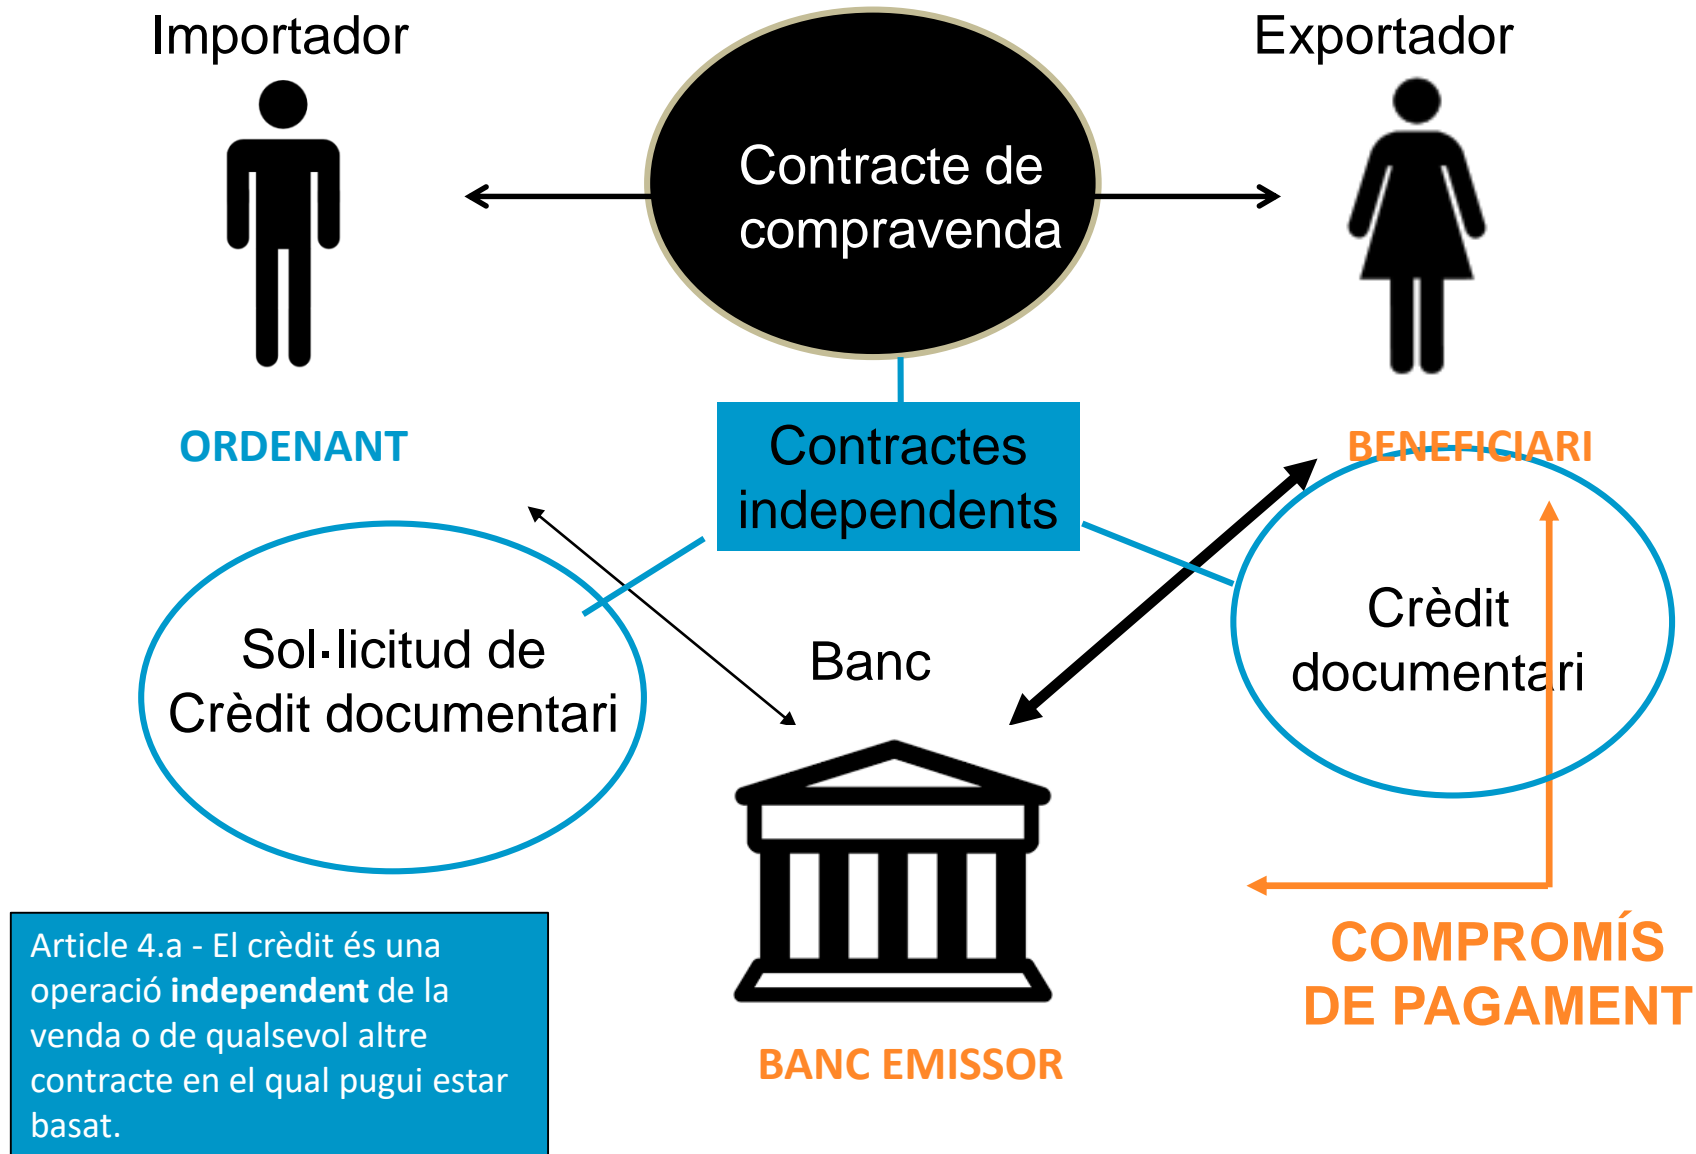 Importador
Exportador
Contracte de
compravenda
ORDENANT
Contractes
independents
BENEFICIARI
Sol·licitud de
Crèdit documentari
Banc
Crèdit
documentari
Article 4.a - El crèdit és una
operació independent de la
venda o de qualsevol altre
contracte en el qual pugui estar
basat.
BANC EMISSOR
COMPROMÍS
DE PAGAMENT